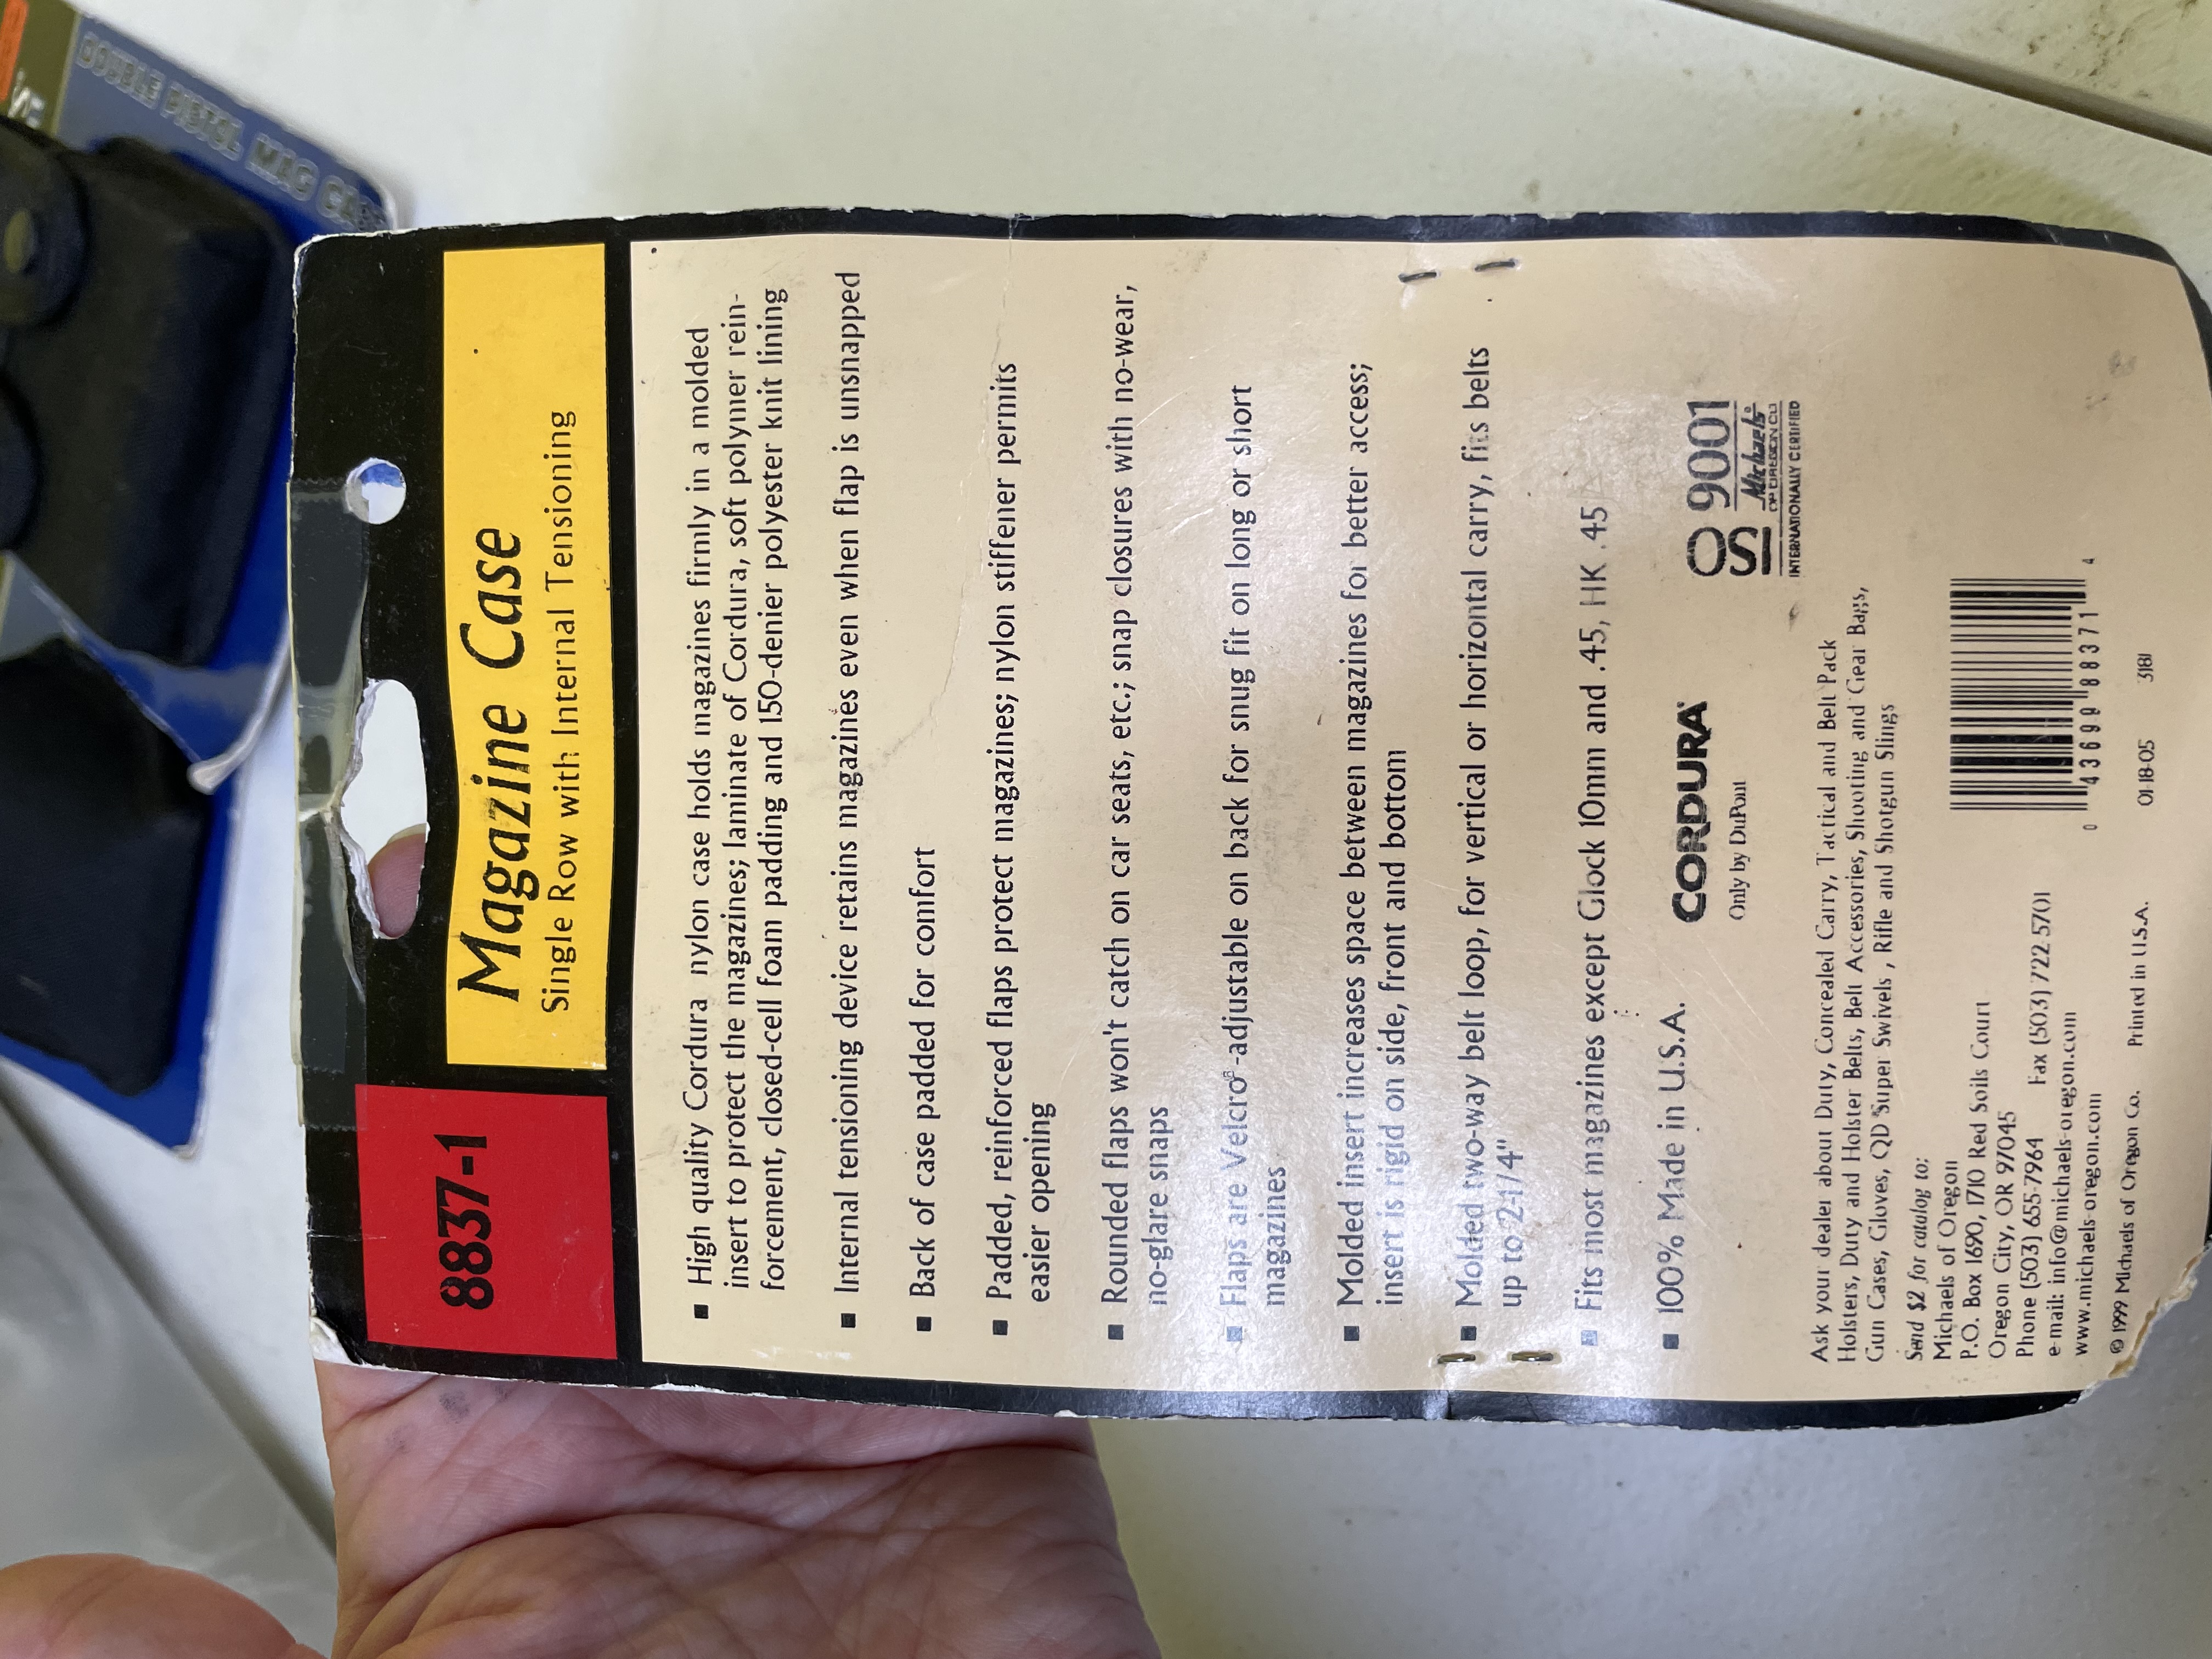 8837-1
Magazine Case
Single Row with Internal Tensioning
■ High quality Cordura nylon case holds magazines firmly in a molded
insert to protect the magazines; laminate of Cordura, soft polymer rein-
forcement, closed-cell foam padding and 150-denier polyester knit lining
■ Internal tensioning device retains magazines even when flap is unsnapped
■ Back of case padded for comfort
■ Padded, reinforced flaps protect magazines; nylon stiffener permits
easier opening
■ Rounded flaps won't catch on car seats, etc.; snap closures with no-wear,
no-glare snaps
■ Flaps are Velcro®-adjustable on back for snug fit on long or short
magazines
■ Molded insert increases space between magazines for better access;
insert is rigid on side, front and bottom
■ Molded two-way belt loop, for vertical or horizontal carry, fits belts
up to 2-1/4"
■ Fits most magazines except Glock 10mm and .45, HK .45
■ 100% Made in U.S.A.
CORDURA
Only by DuPont
OSI 9001
Michaels
OF OREGON CO
INTERNATIONALLY CERTIFIED
Ask your dealer about Duty, Concealed Carry, Tactical and Belt Pack
Holsters, Duty and Holster Belts, Belt Accessories, Shooting and Gear Bags,
Gun Cases, Gloves, QD Super Swivels, Rifle and Shotgun Slings
Send $2 for catalog to:
Michaels of Oregon
P.O. Box 1690, 1710 Red Soils Court
Oregon City, OR 97045
Phone (503) 655-7964 Fax (503) 722 5701
e-mail: info@michaels-oregon.com
www.michaels-oregon.com
© 1999 Michaels of Oregon Co. Printed in U.S.A.
0 43699 88371 4
01-18-05 3181
DOUBLE PISTOL MAG